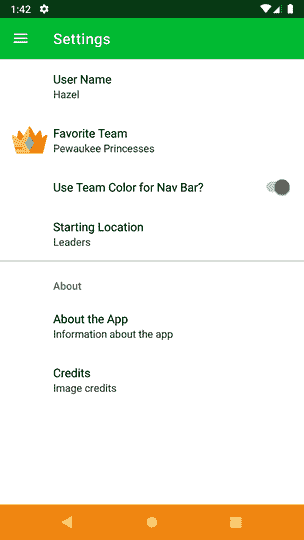 1:42
Settings
User Name
Hazel
Favorite Team
Pewaukee Princesses
Use Team Color for Nav Bar?
Starting Location
Leaders
About
About the App
Information about the app
Credits
Image credits